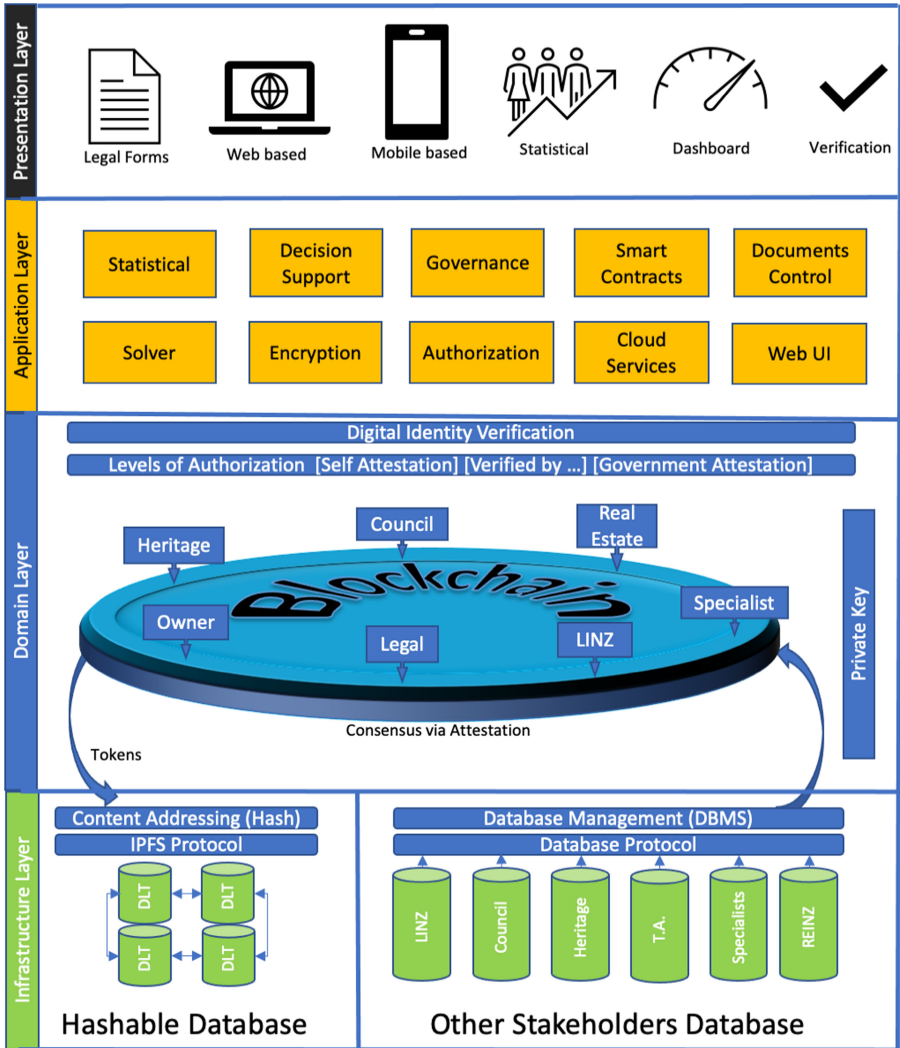 Presentation Layer
Legal Forms
Web based
Mobile based
Statistical
Dashboard
Verification
Application Layer
Statistical
Decision
Support
Governance
Smart
Contracts
Documents
Control
Solver
Encryption
Authorization
Cloud
Services
Web UI
Domain Layer
Digital Identity Verification
Levels of Authorization [Self Attestation] [Verified by ...] [Government Attestation]
Heritage
Council
Real
Estate
Blockchain
Specialist
Owner
Legal
LINZ
Private Key
Consensus via Attestation
Tokens
Infrastructure Layer
Content Addressing (Hash)
IPFS Protocol
DLT
DLT
DLT
DLT
Hashable Database
Database Management (DBMS)
Database Protocol
LINZ
Council
Heritage
T.A.
Specialists
REINZ
Other Stakeholders Database